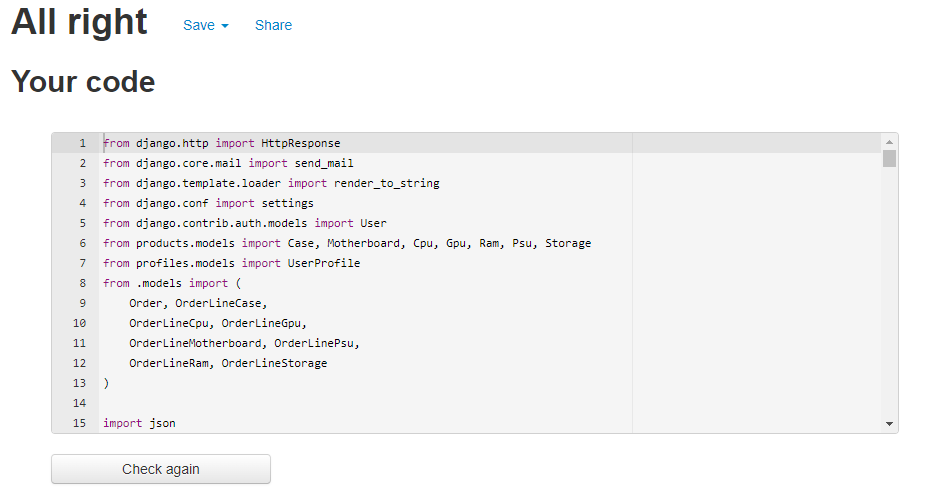 All right Save Share
Your code
1 from django.http import HttpResponse
2 from django.core.mail import send_mail
3 from django.template.loader import render_to_string
4 from django.conf import settings
5 from django.contrib.auth.models import User
6 from products.models import Case, Motherboard, Cpu, Gpu, Ram, Psu, Storage
7 from profiles.models import UserProfile
8 from .models import (
9     Order, OrderLineCase,
10     OrderLineCpu, OrderLineGpu,
11     OrderLineMotherboard, OrderLinePsu,
12     OrderLineRam, OrderLineStorage
13 )
14
15 import json
Check again